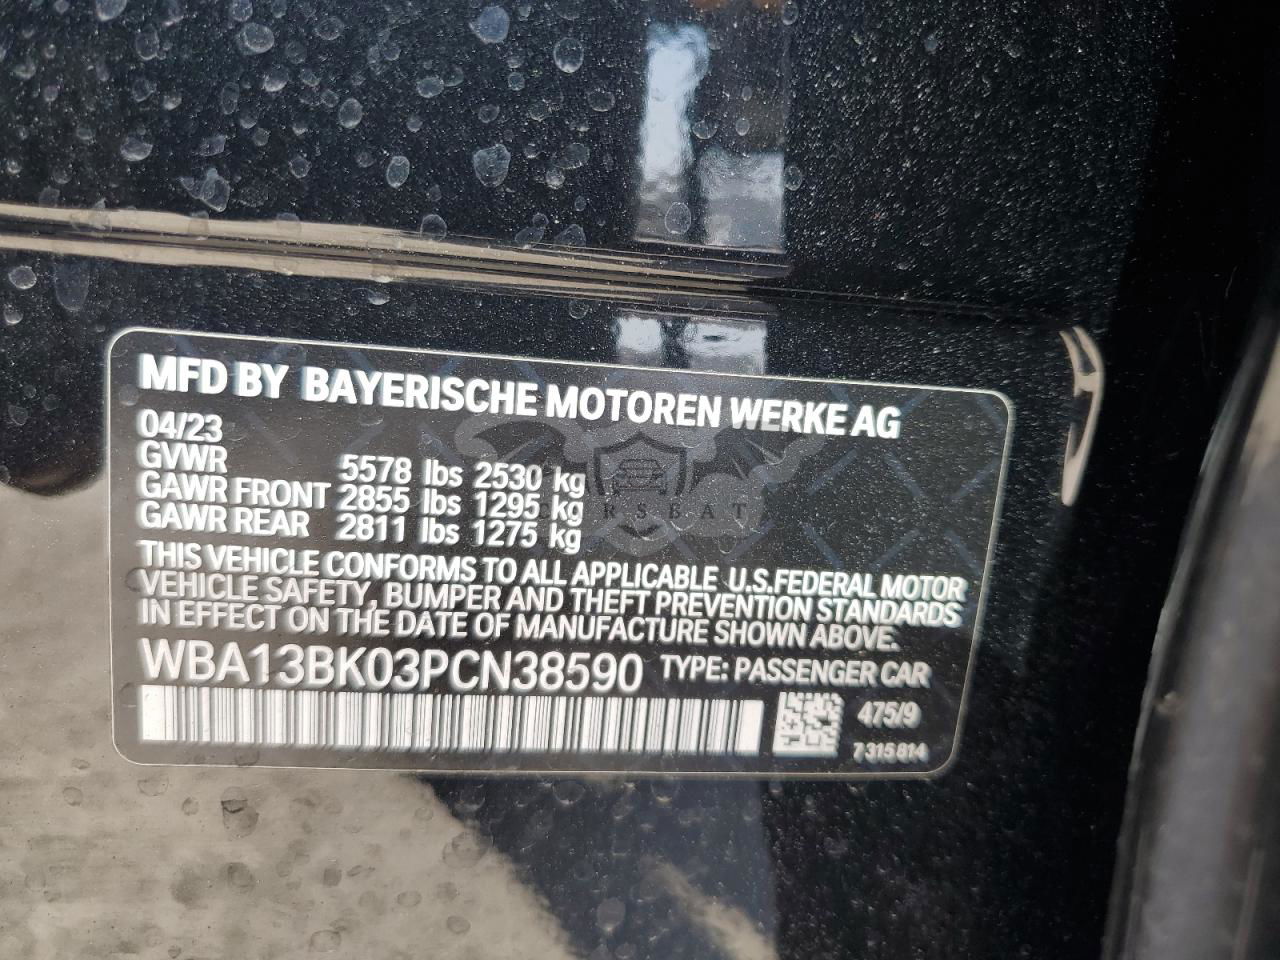 MFD BY BAYERISCHE MOTOREN WERKE AG
04/23
GVWR 5578 lbs 2530 kg
GAWR FRONT 2855 lbs 1295 kg
GAWR REAR 2811 lbs 1275 kg
THIS VEHICLE CONFORMS TO ALL APPLICABLE U.S.FEDERAL MOTOR
VEHICLE SAFETY, BUMPER AND THEFT PREVENTION STANDARDS
IN EFFECT ON THE DATE OF MANUFACTURE SHOWN ABOVE.
WBA13BK03PCN38590 TYPE: PASSENGER CAR
475/9
7 315 814